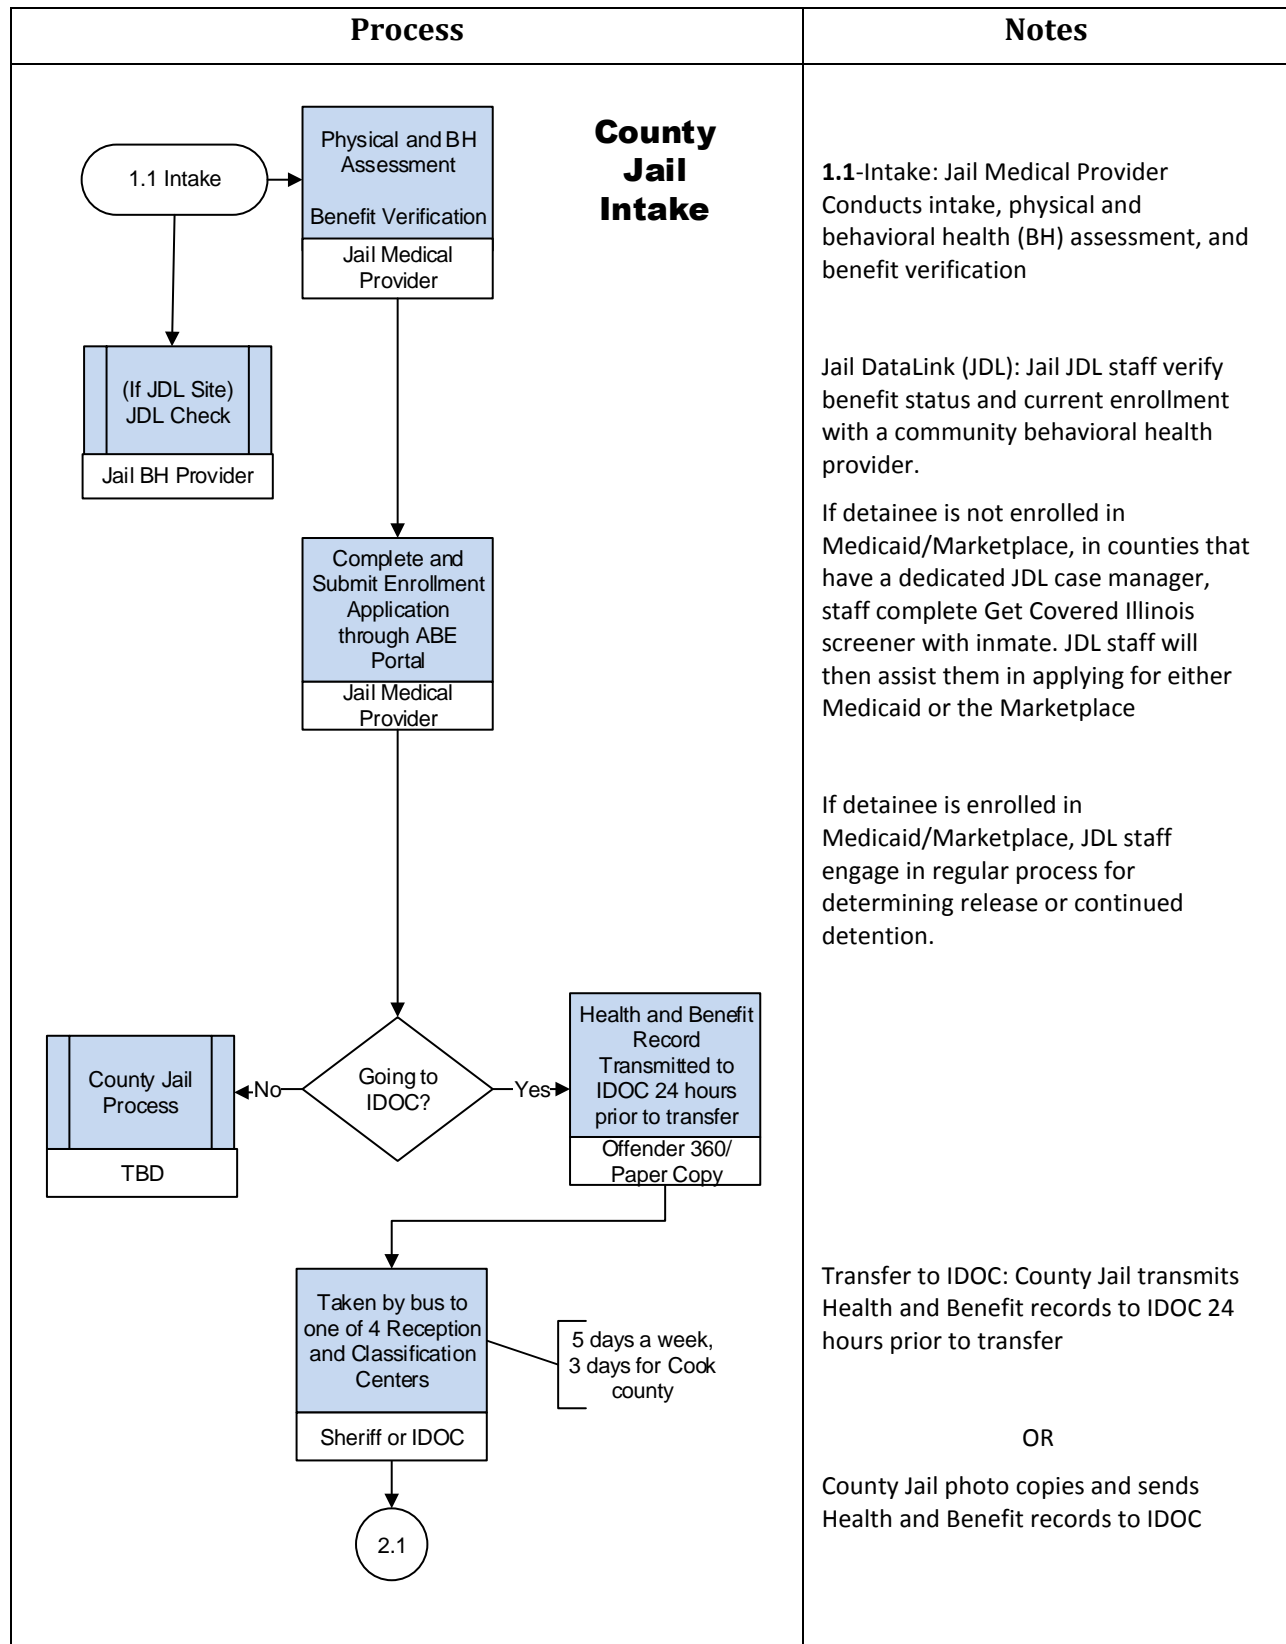 Process
Notes
County
Jail
Intake
1.1 Intake
Physical and BH
Assessment
Benefit Verification
Jail Medical
Provider
(If JDL Site)
JDL Check
Jail BH Provider
Complete and
Submit Enrollment
Application
through ABE
Portal
Jail Medical
Provider
Going to
IDOC?
No
Yes
County Jail
Process
TBD
Health and Benefit
Record
Transmitted to
IDOC 24 hours
prior to transfer
Offender 360/
Paper Copy
Taken by bus to
one of 4 Reception
and Classification
Centers
Sheriff or IDOC
5 days a week,
3 days for Cook
county
2.1
1.1-Intake: Jail Medical Provider
Conducts intake, physical and
behavioral health (BH) assessment, and
benefit verification
Jail DataLink (JDL): Jail JDL staff verify
benefit status and current enrollment
with a community behavioral health
provider.
If detainee is not enrolled in
Medicaid/Marketplace, in counties that
have a dedicated JDL case manager,
staff complete Get Covered Illinois
screener with inmate. JDL staff will
then assist them in applying for either
Medicaid or the Marketplace
If detainee is enrolled in
Medicaid/Marketplace, JDL staff
engage in regular process for
determining release or continued
detention.
Transfer to IDOC: County Jail transmits
Health and Benefit records to IDOC 24
hours prior to transfer
OR
County Jail photo copies and sends
Health and Benefit records to IDOC